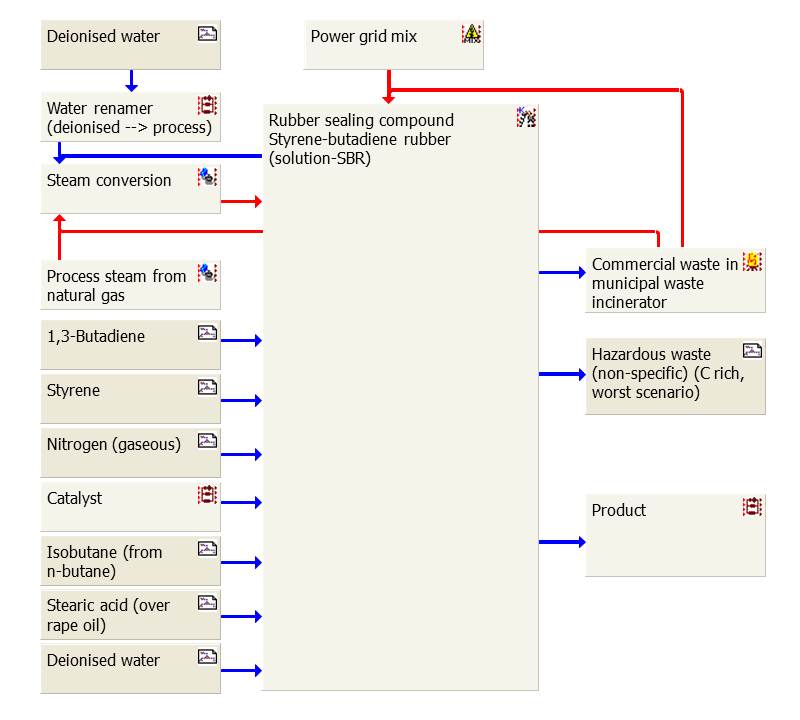 Deionised water
Power grid mix
Water renamer
(deionised --> process)
Rubber sealing compound
Styrene-butadiene rubber
(solution-SBR)
Steam conversion
Process steam from
natural gas
Commercial waste in
municipal waste
incinerator
1,3-Butadiene
Hazardous waste
(non-specific) (C rich,
worst scenario)
Styrene
Nitrogen (gaseous)
Catalyst
Product
Isobutane (from
n-butane)
Stearic acid (over
rape oil)
Deionised water